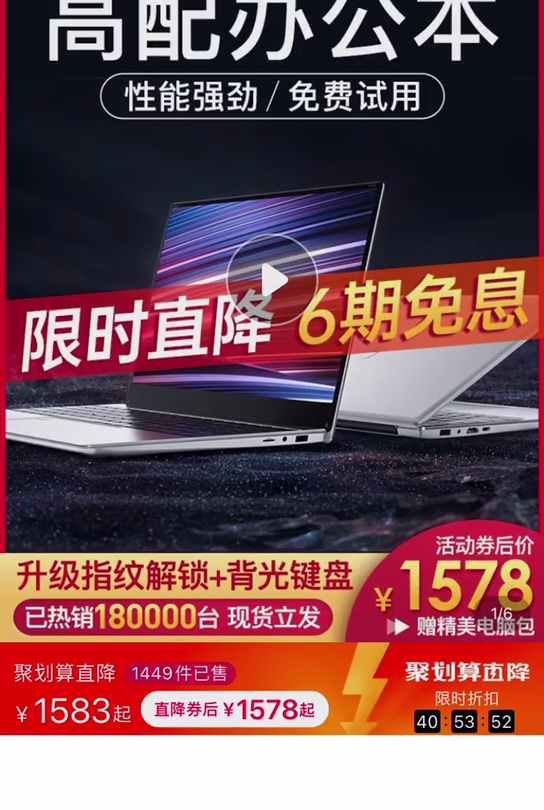 高配办公本
性能强劲/免费试用
限时直降 6期免息
活动券后价
升级指纹解锁+背光键盘
¥1578
1/6
已热销180000台 现货立发
▶赠精美电脑包
聚划算直降 1449件已售
聚划算直降
¥1583起 直降券后¥1578起
限时折扣
40:53:52